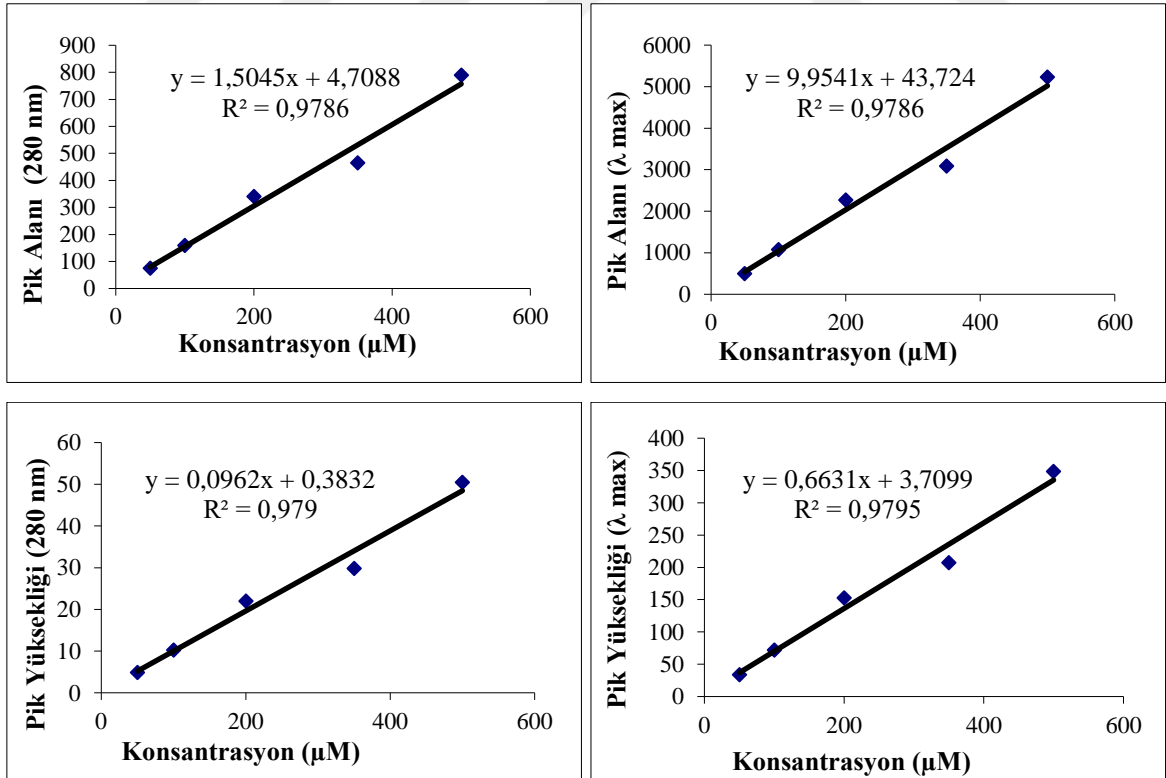 900
800
700
600
500
400
300
200
100
0
y = 1,5045x + 4,7088
R² = 0,9786
Pik Alanı (280 nm)
0 200 400 600
Konsantrasyon (µM)
6000
5000
4000
3000
2000
1000
0
y = 9,9541x + 43,724
R² = 0,9786
Pik Alanı (λ max)
0 200 400 600
Konsantrasyon (µM)
60
50
40
30
20
10
0
y = 0,0962x + 0,3832
R² = 0,979
Pik Yüksekliği (280 nm)
0 200 400 600
Konsantrasyon (µM)
400
350
300
250
200
150
100
50
0
y = 0,6631x + 3,7099
R² = 0,9795
Pik Yüksekliği (λ max)
0 200 400 600
Konsantrasyon (µM)